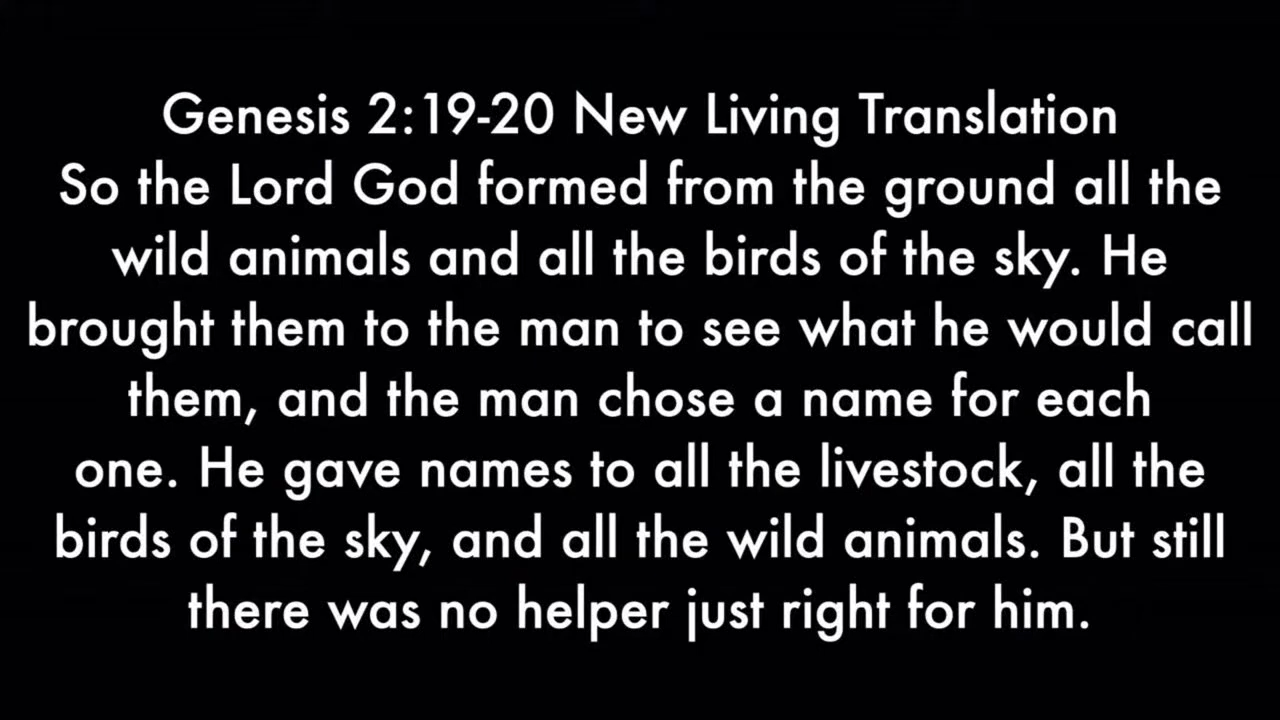 Genesis 2:19-20 New Living Translation
So the Lord God formed from the ground all the
wild animals and all the birds of the sky. He
brought them to the man to see what he would call
them, and the man chose a name for each
one. He gave names to all the livestock, all the
birds of the sky, and all the wild animals. But still
there was no helper just right for him.